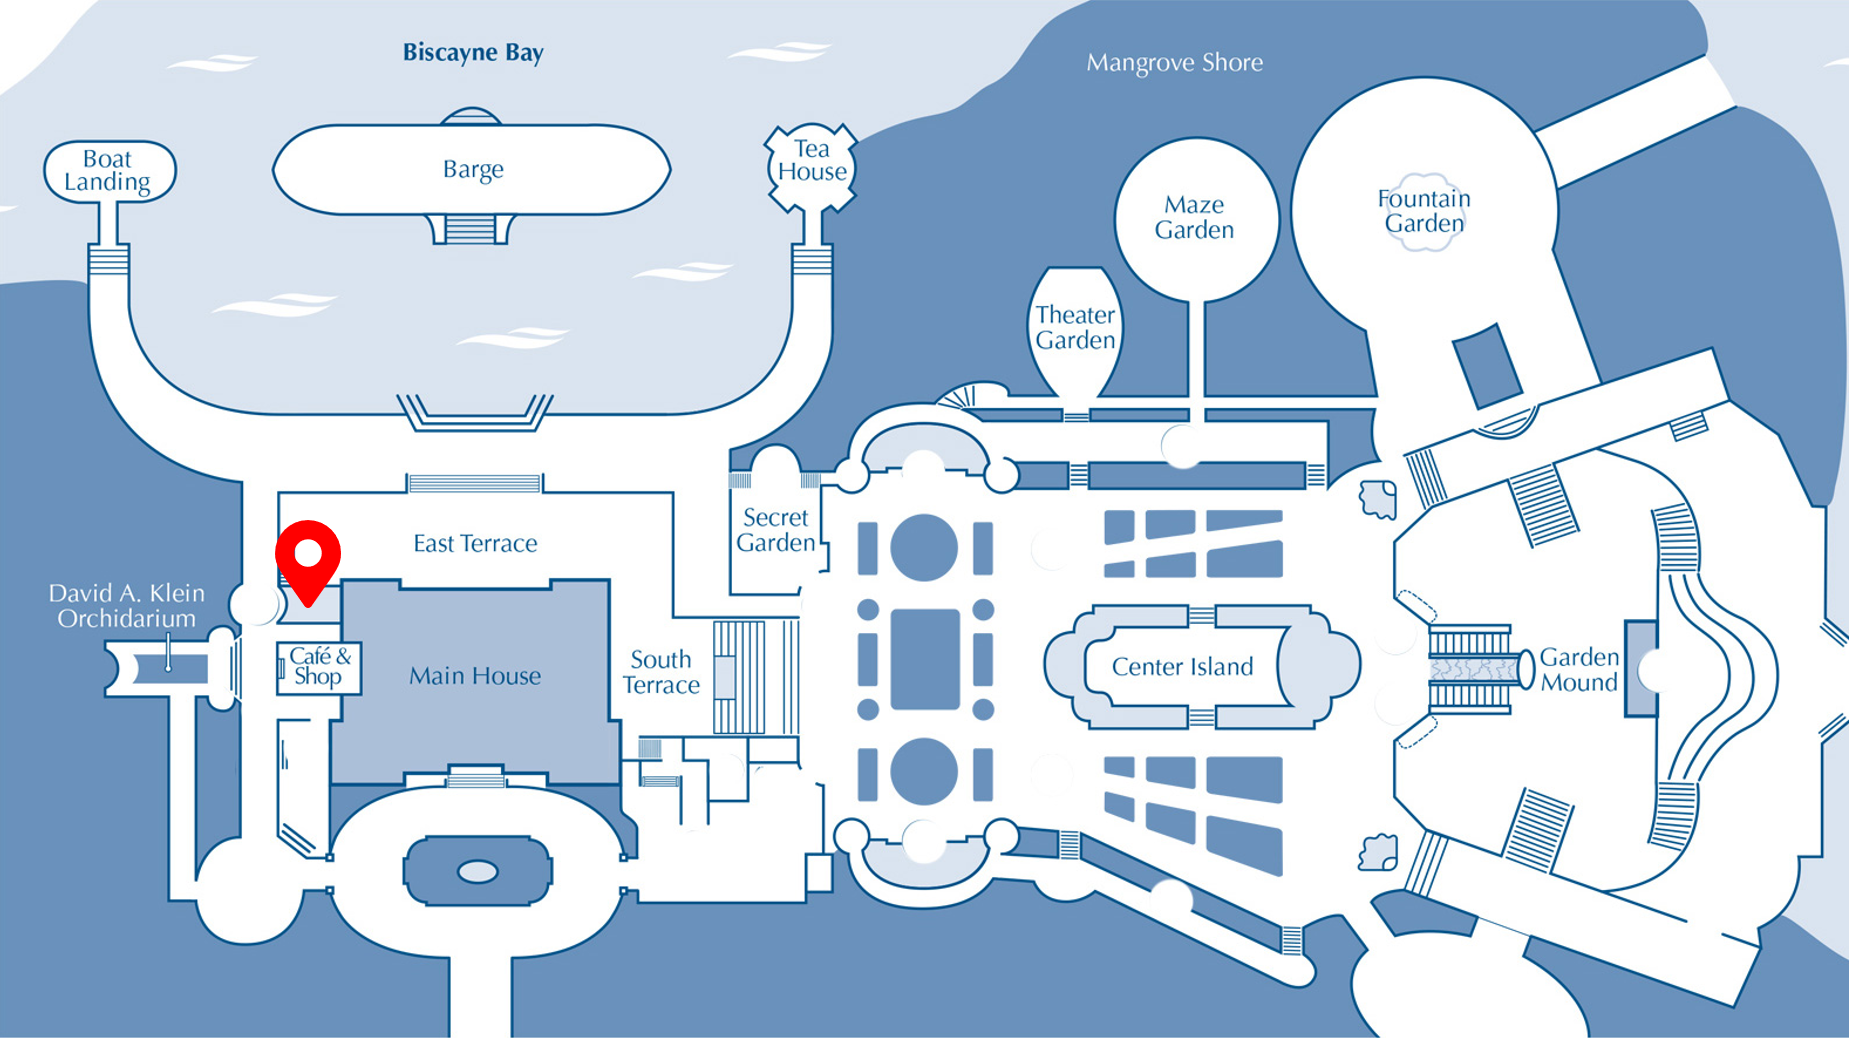 Biscayne Bay
Mangrove Shore
Boat
Landing
Barge
Tea
House
Maze
Garden
Fountain
Garden
Theater
Garden
Secret
Garden
East Terrace
David A. Klein
Orchidarium
Café &
Shop
Main House
South
Terrace
Center Island
Garden
Mound